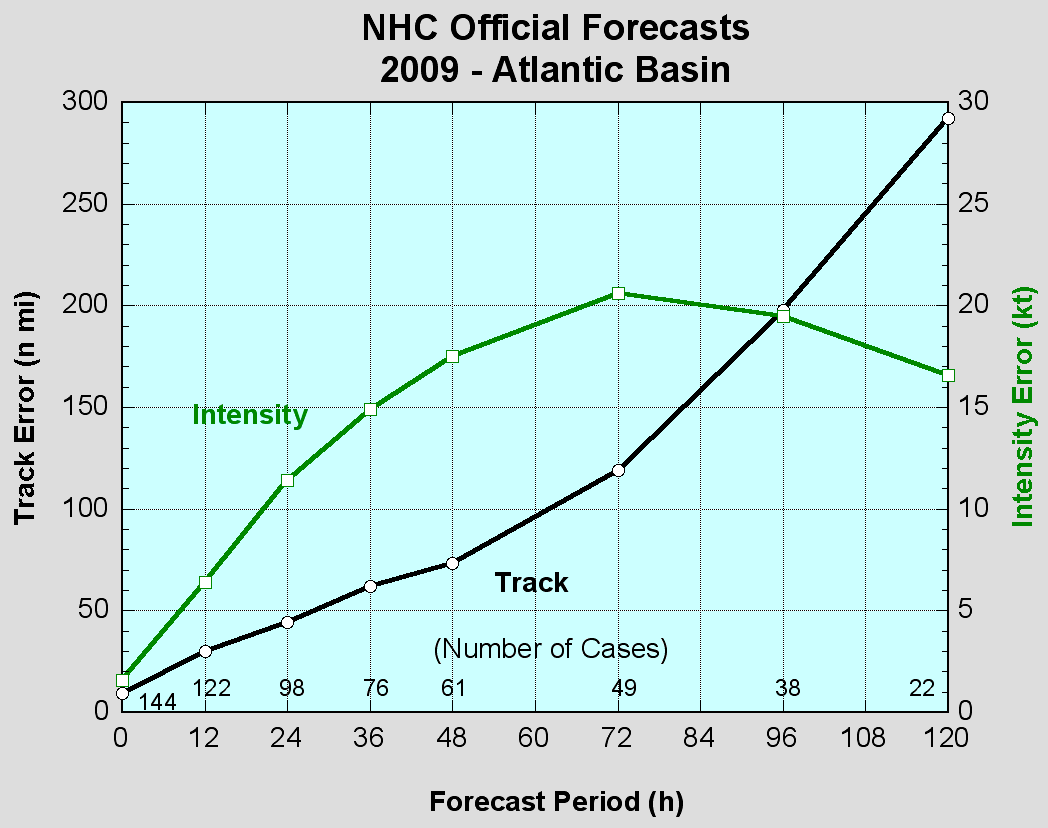 NHC Official Forecasts
2009 - Atlantic Basin
300
250
200
150
100
50
0
Track Error (n mi)
30
25
20
15
10
5
0
Intensity Error (kt)
Intensity
Track
(Number of Cases)
144 122 98 76 61 49 38 22
0 12 24 36 48 60 72 84 96 108 120
Forecast Period (h)